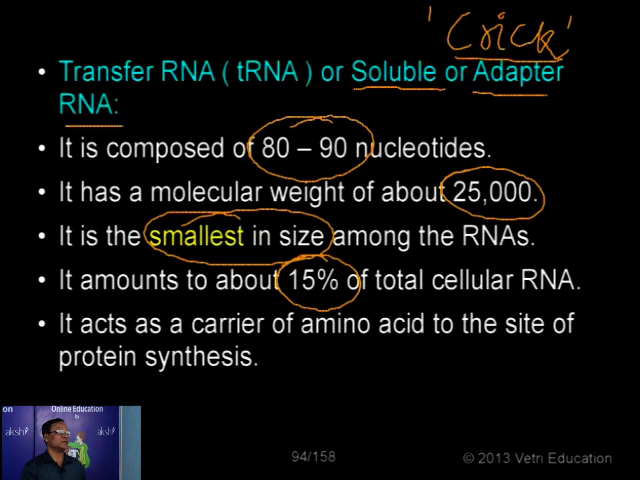 'Crick'
• Transfer RNA ( tRNA ) or Soluble or Adapter
RNA:
• It is composed of 80 – 90 nucleotides.
• It has a molecular weight of about 25,000.
• It is the smallest in size among the RNAs.
• It amounts to about 15% of total cellular RNA.
• It acts as a carrier of amino acid to the site of
protein synthesis.
Online Education
by
aksh
aksh
94/158
© 2013 Vetri Education